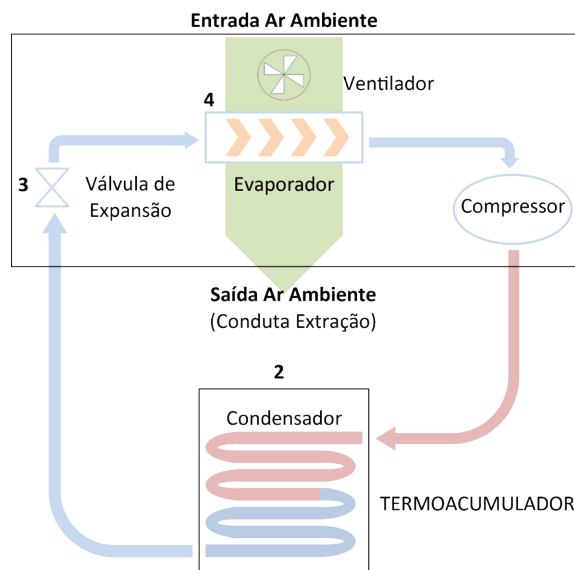 Entrada Ar Ambiente
4
Ventilador
3
Válvula de
Expansão
Evaporador
Compressor
Saída Ar Ambiente
(Conduta Extração)
2
Condensador
TERMOACUMULADOR